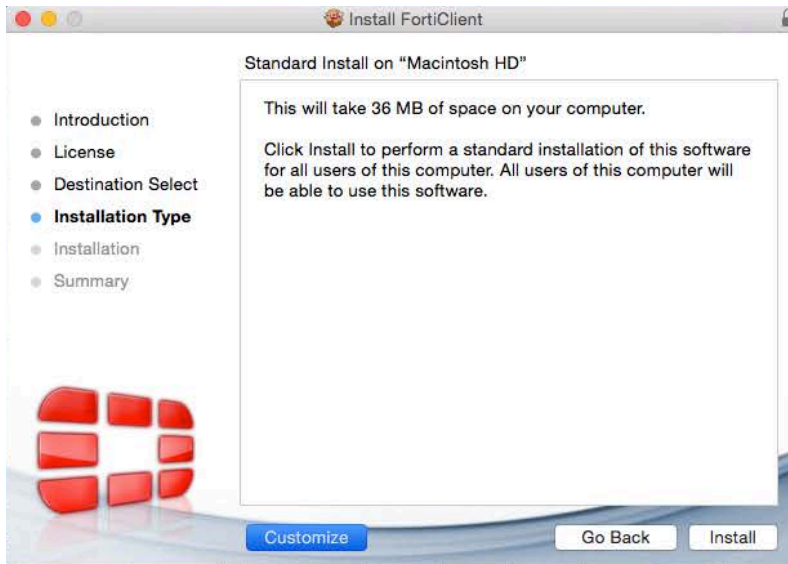 Install FortiClient
Standard Install on “Macintosh HD”
Introduction
License
Destination Select
Installation Type
Installation
Summary
This will take 36 MB of space on your computer.
Click Install to perform a standard installation of this software
for all users of this computer. All users of this computer will
be able to use this software.
Customize
Go Back
Install